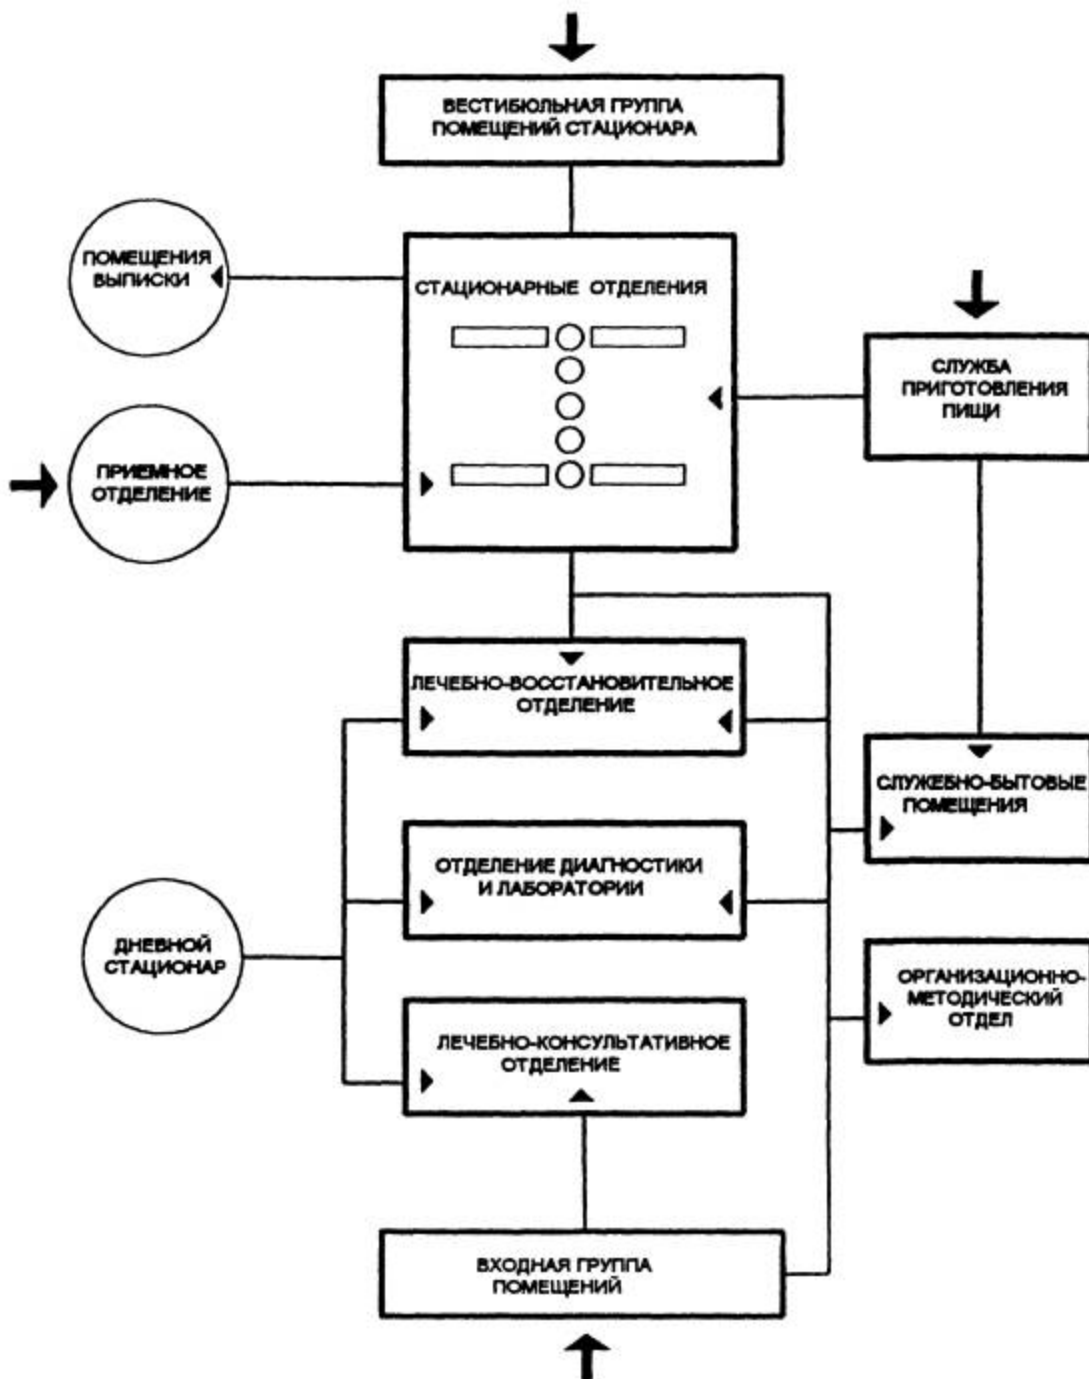 ВЕСТИБЮЛЬНАЯ ГРУППА
ПОМЕЩЕНИЙ СТАЦИОНАРА
ПОМЕЩЕНИЯ
ВЫПИСКИ
СТАЦИОНАРНЫЕ ОТДЕЛЕНИЯ
СЛУЖБА
ПРИГОТОВЛЕНИЯ
ПИЩИ
ПРИЕМНОЕ
ОТДЕЛЕНИЕ
ЛЕЧЕБНО-ВОССТАНОВИТЕЛЬНОЕ
ОТДЕЛЕНИЕ
СЛУЖЕБНО-БЫТОВЫЕ
ПОМЕЩЕНИЯ
ОТДЕЛЕНИЕ ДИАГНОСТИКИ
И ЛАБОРАТОРИИ
ДНЕВНОЙ
СТАЦИОНАР
ОРГАНИЗАЦИОННО-
МЕТОДИЧЕСКИЙ
ОТДЕЛ
ЛЕЧЕБНО-КОНСУЛЬТАТИВНОЕ
ОТДЕЛЕНИЕ
ВХОДНАЯ ГРУППА
ПОМЕЩЕНИЙ